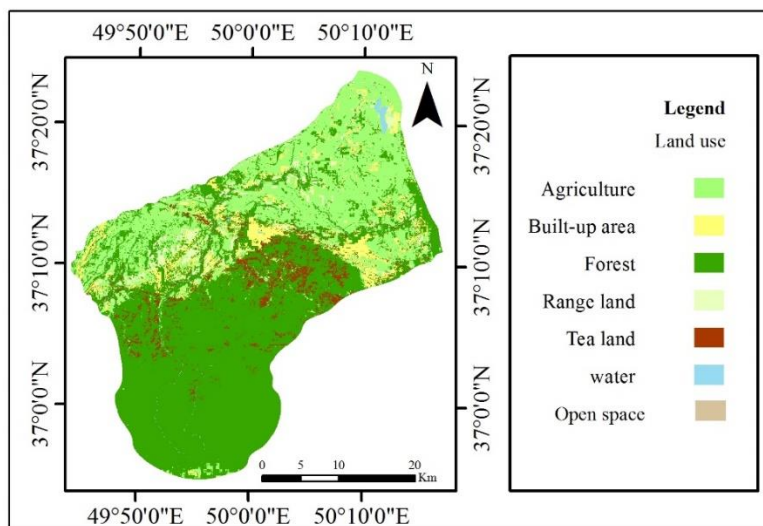 49°50'0"E 50°0'0"E 50°10'0"E
N
37°20'0"N 37°20'0"N
37°10'0"N 37°10'0"N
37°0'0"N 37°0'0"N
0 5 10 20
Km
49°50'0"E 50°0'0"E 50°10'0"E
Legend
Land use
Agriculture
Built-up area
Forest
Range land
Tea land
water
Open space